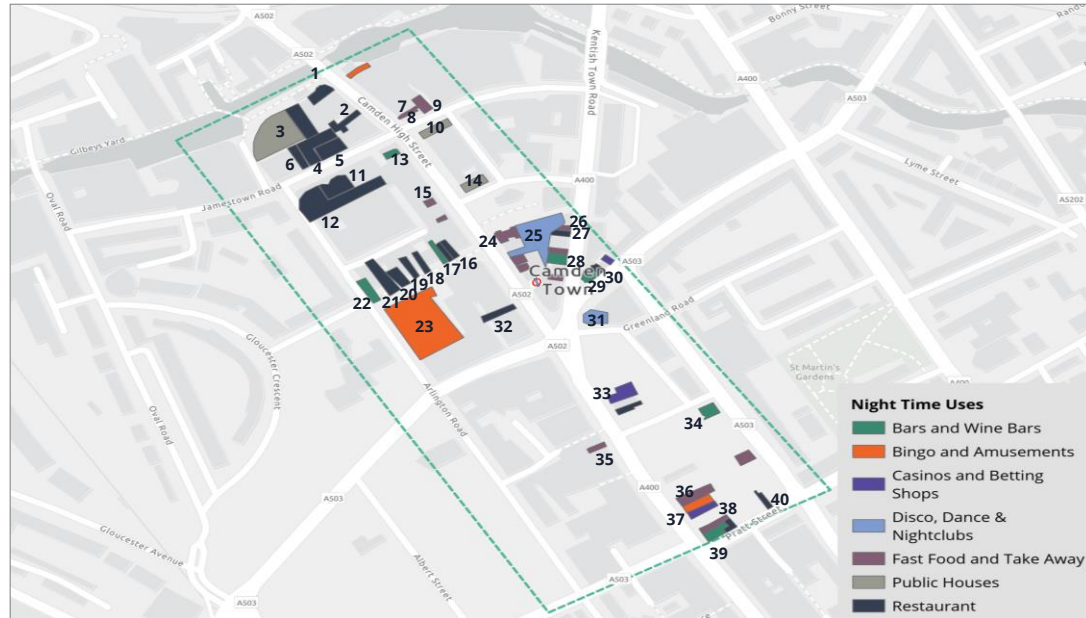 A502
Bonny Street
Rando
A502
Kentish Town Road
A400
A503
1
Camden High Street
7
9
8
2
10
3
Gilbeys Yard
5
4
6
13
Lyme Street
11
A400
14
Jamestown Road
15
12
Oval Road
A5202
24
25
26
27
28
A503
16
17
18
19
20
21
22
Camden
Town
30
29
A502
23
32
31
Greenland Road
A502
Gloucester Crescent
St Martin's
Gardens
A400
33
Arlington Road
Oval Road
34
A503
35
A503
A400
36
40
37
38
Pratt Street
39
Gloucester Avenue
Albert Street
A503
A503
Night Time Uses
Bars and Wine Bars
Bingo and Amusements
Casinos and Betting
Shops
Disco, Dance &
Nightclubs
Fast Food and Take Away
Public Houses
Restaurant